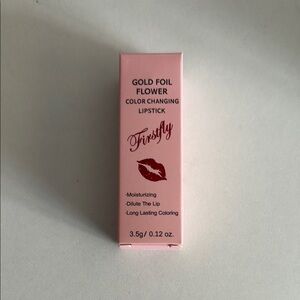 GOLD FOIL
FLOWER
COLOR CHANGING
LIPSTICK
Firstfly
·Moisturizing
·Dilute The Lip
·Long Lasting Coloring
3.5g/ 0.12 oz.